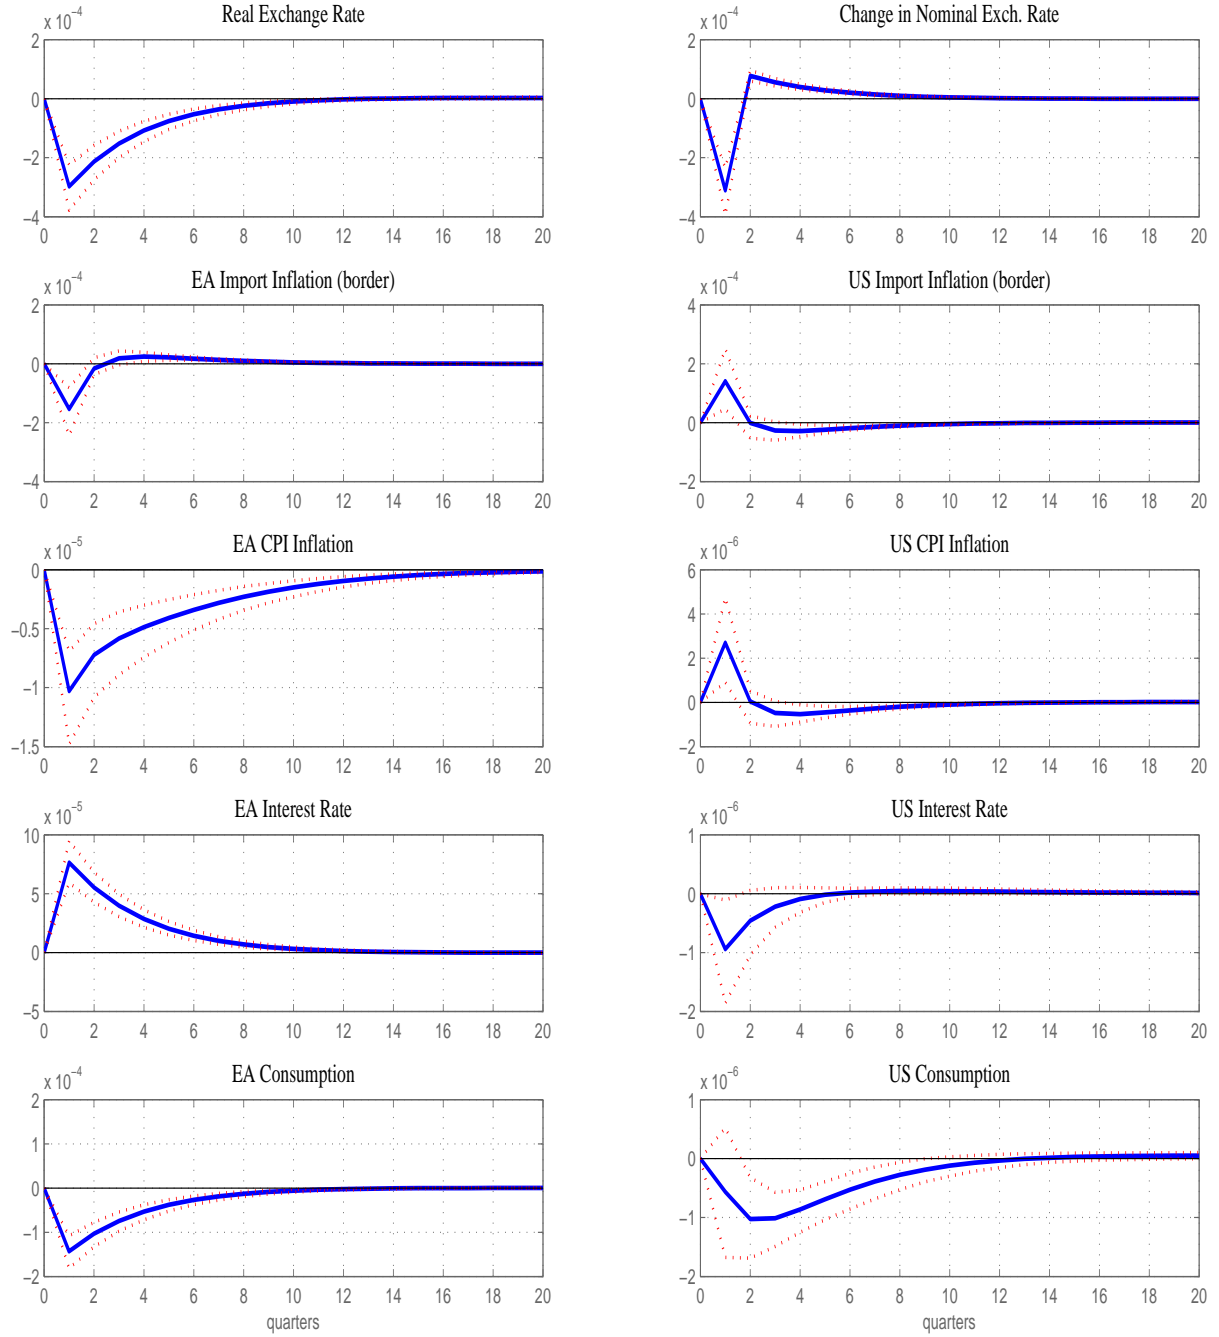 Real Exchange Rate
x 10⁻⁴
2
0
−2
−4
0 2 4 6 8 10 12 14 16 18 20
Change in Nominal Exch. Rate
x 10⁻⁴
2
0
−2
−4
0 2 4 6 8 10 12 14 16 18 20
EA Import Inflation (border)
x 10⁻⁴
2
0
−2
−4
0 2 4 6 8 10 12 14 16 18 20
US Import Inflation (border)
x 10⁻⁴
4
2
0
−2
0 2 4 6 8 10 12 14 16 18 20
EA CPI Inflation
x 10⁻⁵
0
−0.5
−1
−1.5
0 2 4 6 8 10 12 14 16 18 20
US CPI Inflation
x 10⁻⁶
6
4
2
0
−2
0 2 4 6 8 10 12 14 16 18 20
EA Interest Rate
x 10⁻⁵
10
5
0
−5
0 2 4 6 8 10 12 14 16 18 20
US Interest Rate
x 10⁻⁶
1
0
−1
−2
0 2 4 6 8 10 12 14 16 18 20
EA Consumption
x 10⁻⁴
2
1
0
−1
−2
0 2 4 6 8 10 12 14 16 18 20
quarters
US Consumption
x 10⁻⁶
1
0
−1
−2
0 2 4 6 8 10 12 14 16 18 20
quarters